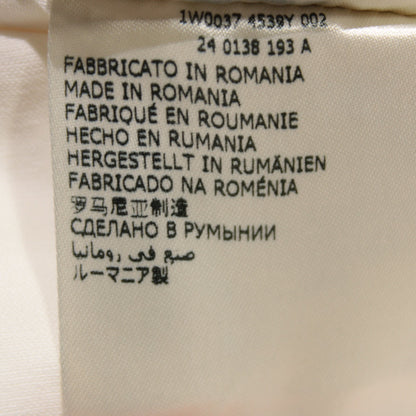 1W0037 4539Y 002
24 0138 193 A
FABBRICATO IN ROMANIA
MADE IN ROMANIA
FABRIQUÉ EN ROUMANIE
HECHO EN RUMANIA
HERGESTELLT IN RUMÄNIEN
FABRICADO NA ROMÉNIA
罗马尼亚制造
СДЕЛАНО В РУМЫНИИ
صنع في رومانيا
ルーマニア製